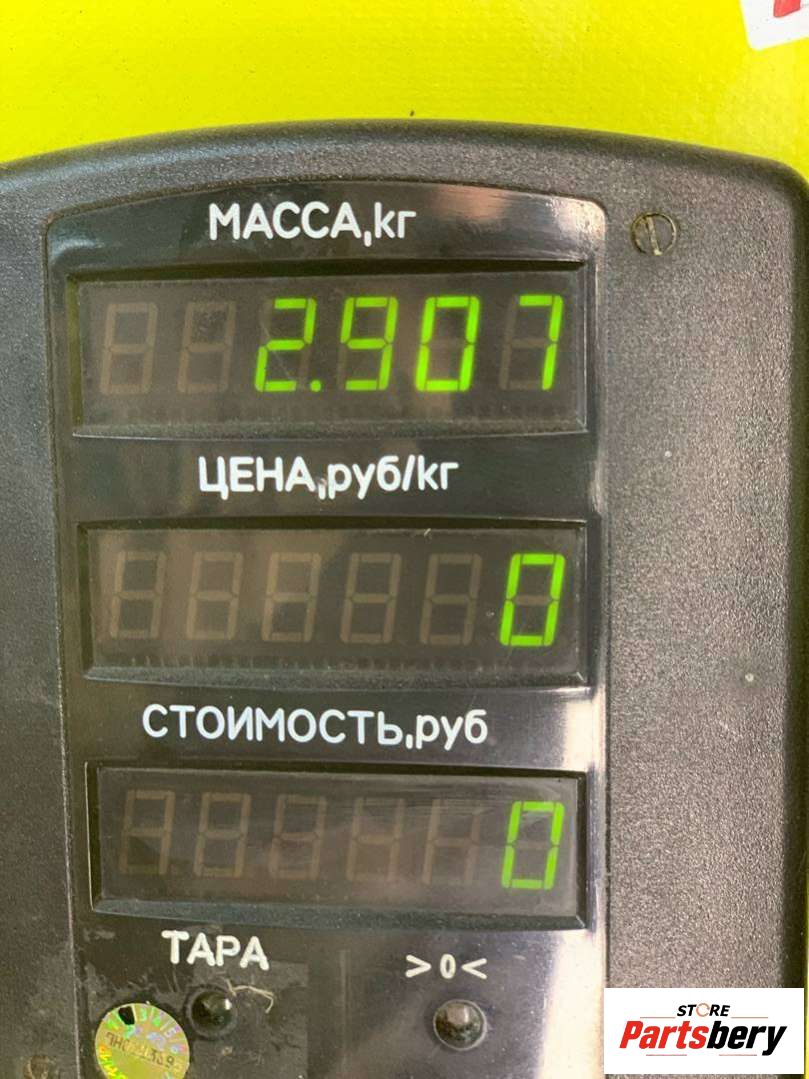 МАССА,кг
2.907
ЦЕНА,руб/кг
0
СТОИМОСТЬ,руб
0
ТАРА
>0<
STORE
Partsbery